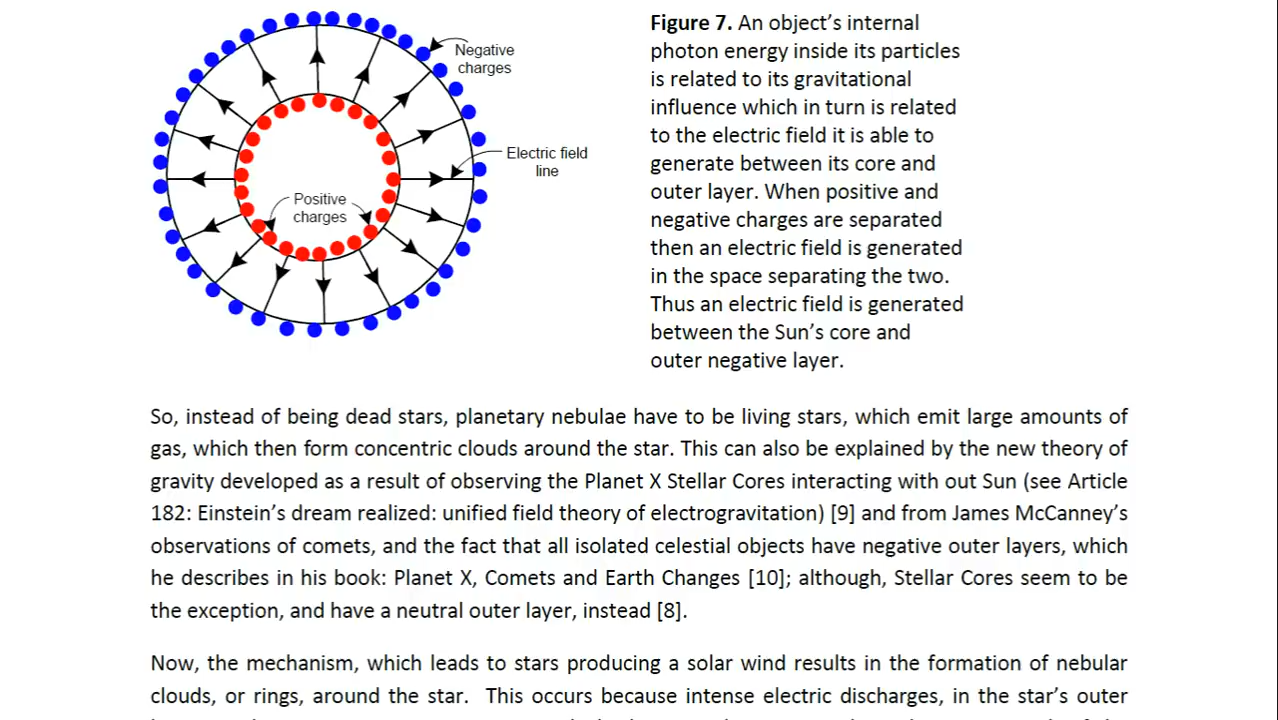 Negative
charges
Electric field
line
Positive
charges
Figure 7. An object's internal
photon energy inside its particles
is related to its gravitational
influence which in turn is related
to the electric field it is able to
generate between its core and
outer layer. When positive and
negative charges are separated
then an electric field is generated
in the space separating the two.
Thus an electric field is generated
between the Sun's core and
outer negative layer.
So, instead of being dead stars, planetary nebulae have to be living stars, which emit large amounts of
gas, which then form concentric clouds around the star. This can also be explained by the new theory of
gravity developed as a result of observing the Planet X Stellar Cores interacting with out Sun (see Article
182: Einstein's dream realized: unified field theory of electrogravitation) [9] and from James McCanney's
observations of comets, and the fact that all isolated celestial objects have negative outer layers, which
he describes in his book: Planet X, Comets and Earth Changes [10]; although, Stellar Cores seem to be
the exception, and have a neutral outer layer, instead [8].
Now, the mechanism, which leads to stars producing a solar wind results in the formation of nebular
clouds, or rings, around the star. This occurs because intense electric discharges, in the star's outer